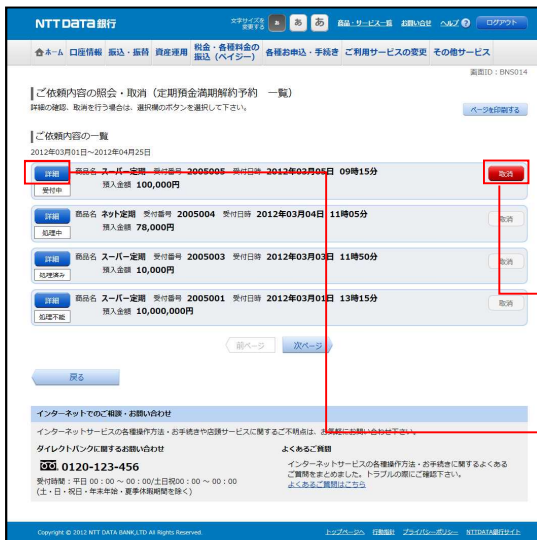 NTT DATA 銀行
文字サイズを変更する あ あ あ 商品・サービス一覧 お問い合せ ヘルプ ログアウト
ホーム 口座情報 振込・振替 資産運用 税金・各種料金の振込(ペイジー) 各種お申込・手続き ご利用サービスの変更 その他サービス
画面ID:BNS014
ご依頼内容の照会・取消(定期預金満期解約予約 一覧)
詳細の確認、取消を行う場合は、選択欄のボタンを選択して下さい。
ページを印刷する
ご依頼内容の一覧
2012年03月01日~2012年04月25日
詳細 商品名 スーパー定期 受付番号 2005005 受付日時 2012年03月05日 09時15分 取消
受付中 預入金額 100,000円
詳細 商品名 ネット定期 受付番号 2005004 受付日時 2012年03月04日 11時05分 取消
処理中 預入金額 78,000円
詳細 商品名 スーパー定期 受付番号 2005003 受付日時 2012年03月03日 11時50分 取消
処理済み 預入金額 10,000円
詳細 商品名 スーパー定期 受付番号 2005001 受付日時 2012年03月01日 13時15分 取消
処理不能 預入金額 10,000,000円
前ページ 次ページ
戻る
インターネットでのご相談・お問い合わせ
インターネットサービスの各種操作方法・お手続きや店頭サービスに関するご不明点は、お気軽にお問い合わせ下さい。
ダイレクトバンクに関するお問い合わせ
0120-123-456
受付時間:平日 00:00 ~ 00:00/土日祝00:00 ~ 00:00
(土・日・祝日・年末年始・夏季休暇期間を除く)
よくあるご質問
インターネットサービスの各種操作方法・お手続きに関するよくある
ご質問をまとめました。トラブルの際にご確認下さい。
よくあるご質問はこちら
Copyright © 2012 NTT DATA BANK,LTD All Rights Reserved.
トップページへ 行動指針 プライバシーポリシー NTTDATA銀行サイト